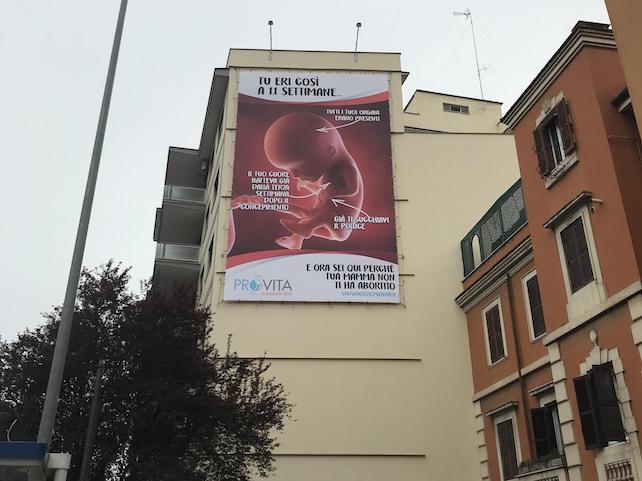 TU ERI COSÌ
A 11 SETTIMANE...
TUTTI I TUOI ORGANI
ERANO PRESENTI
IL TUO CUORE
BATTEVA GIÀ
DALLA TERZA
SETTIMANA
DOPO IL
CONCEPIMENTO
GIÀ TI SUCCHIAVI
IL POLLICE
E ORA SEI QUI PERCHÉ
TUA MAMMA NON
TI HA ABORTITO
PROVITA